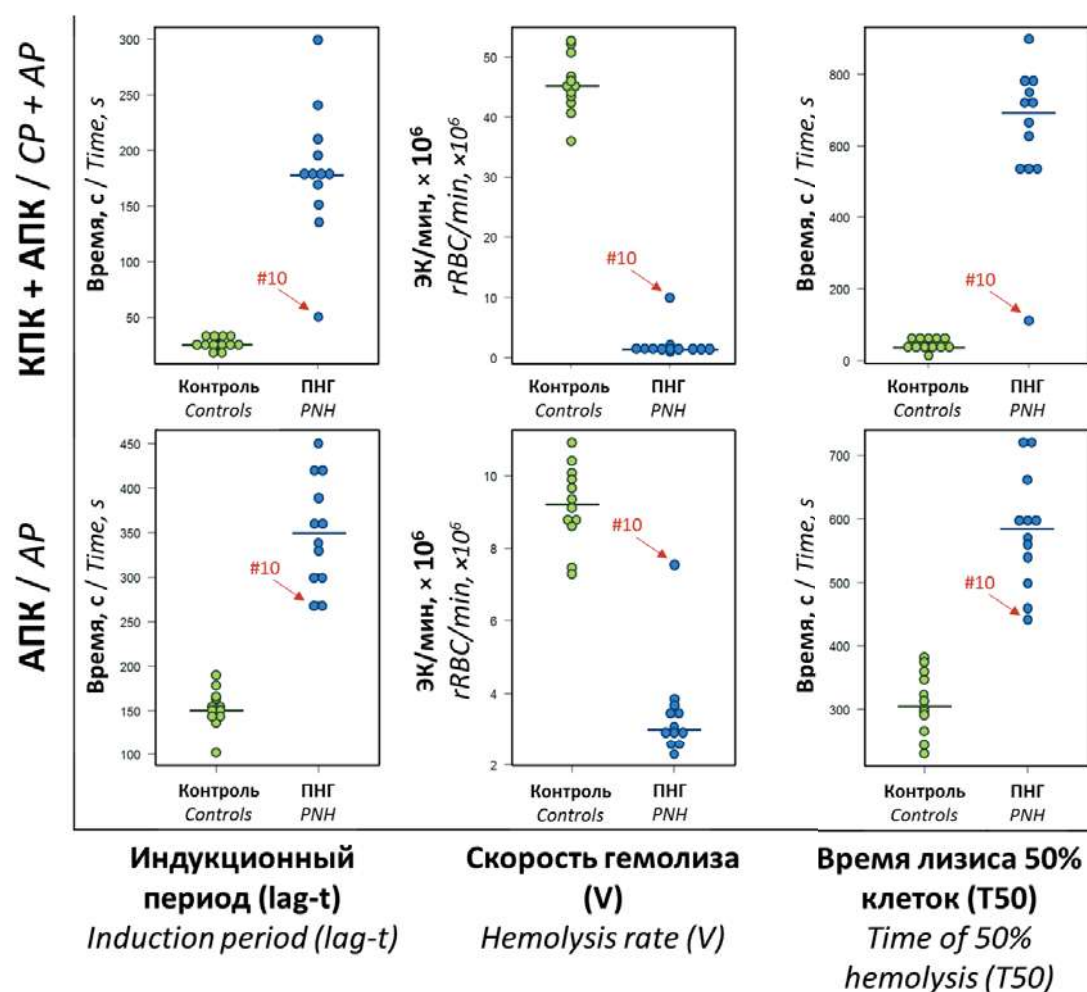 КПК + АПК / CP + AP
Время, с / Time, s
300
250
200
150
100
50
#10
Контроль
Controls
ПНГ
PNH
ЭК/мин, × 10⁶
rRBC/min, ×10⁶
50
40
30
20
10
0
#10
Контроль
Controls
ПНГ
PNH
Время, с / Time, s
800
600
400
200
0
#10
Контроль
Controls
ПНГ
PNH
АПК / AP
Время, с / Time, s
450
400
350
300
250
200
150
100
#10
Контроль
Controls
ПНГ
PNH
ЭК/мин, × 10⁶
rRBC/min, ×10⁶
10
8
6
4
2
#10
Контроль
Controls
ПНГ
PNH
Время, с / Time, s
700
600
500
400
300
#10
Контроль
Controls
ПНГ
PNH
Индукционный
период (lag-t)
Induction period (lag-t)
Скорость гемолиза
(V)
Hemolysis rate (V)
Время лизиса 50%
клеток (T50)
Time of 50%
hemolysis (T50)